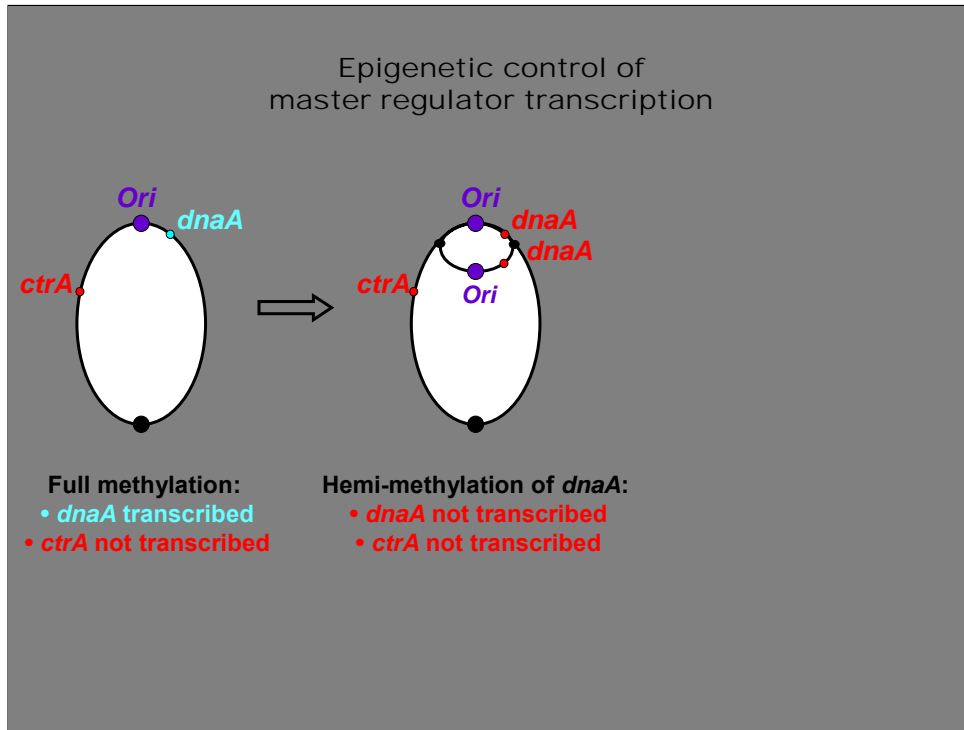 Epigenetic control of
master regulator transcription
Ori
dnaA
ctrA
Ori
dnaA
dnaA
ctrA
Ori
Full methylation:
• dnaA transcribed
• ctrA not transcribed
Hemi-methylation of dnaA:
• dnaA not transcribed
• ctrA not transcribed